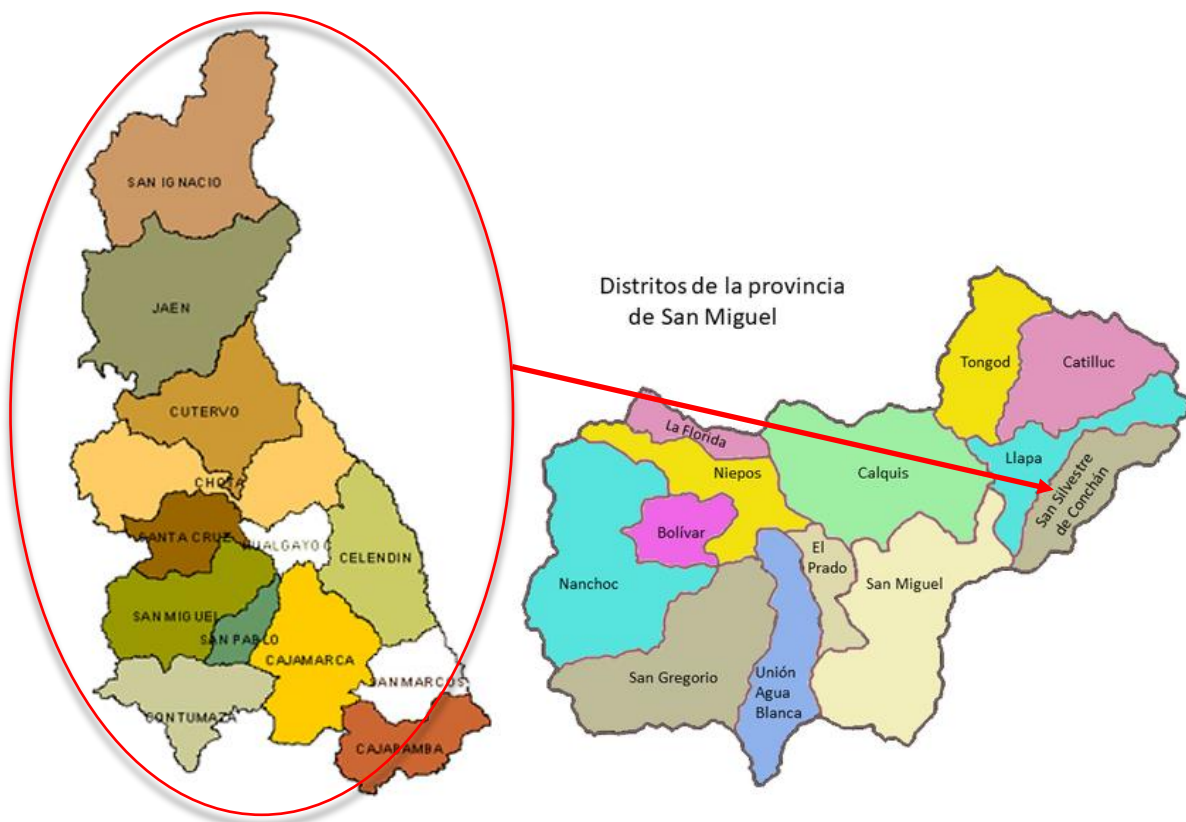 SAN IGNACIO
JAEN
CUTERVO
CHOTA
SANTA CRUZ
HUALGAYOC
CELENDIN
SAN MIGUEL
SAN PABLO
CAJAMARCA
SAN MARCOS
CONTUMAZA
CAJABAMBA
Distritos de la provincia
de San Miguel
Tongod
Catilluc
La Florida
Niepos
Calquis
Llapa
San Silvestre
de Conchán
Bolívar
El
Prado
Nanchoc
San Miguel
San Gregorio
Unión
Agua
Blanca